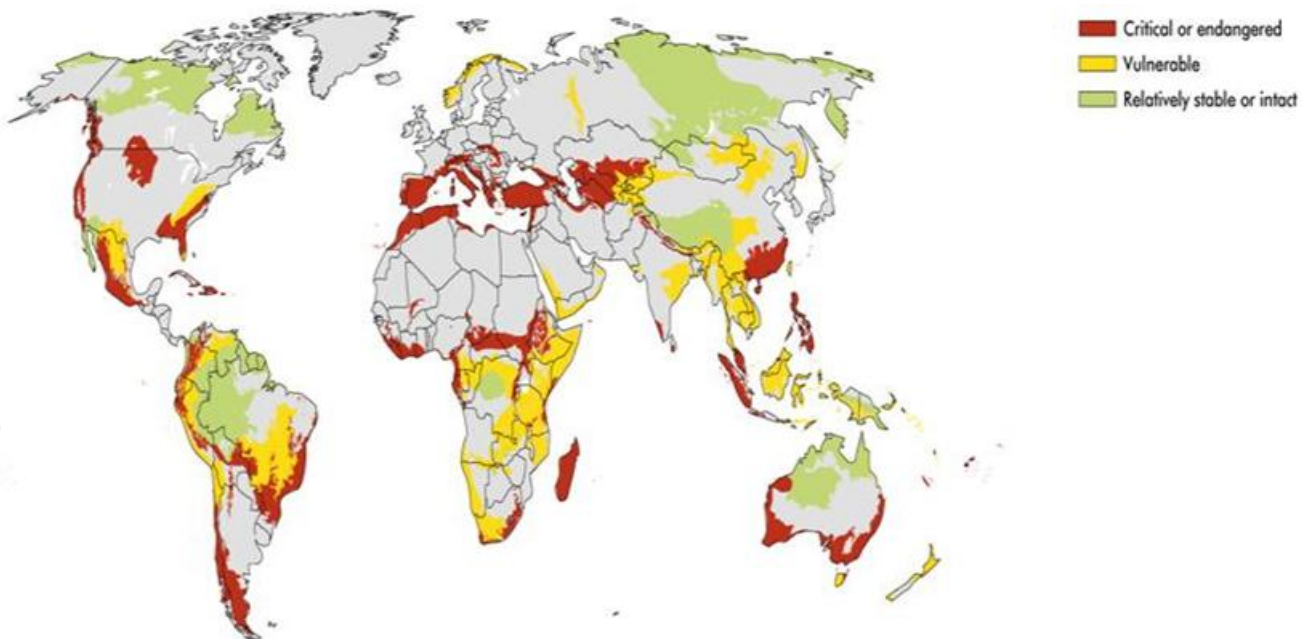 Critical or endangered
Vulnerable
Relatively stable or intact